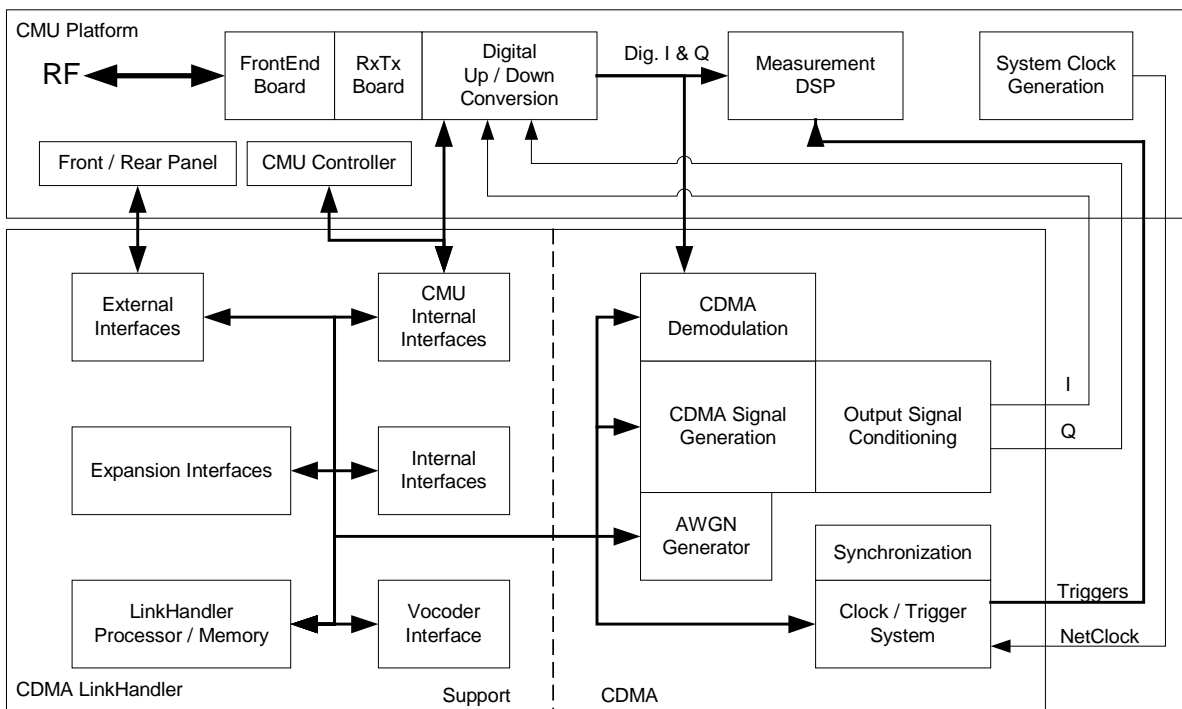 CMU Platform
RF
FrontEnd
Board
RxTx
Board
Digital
Up / Down
Conversion
Dig. I & Q
Measurement
DSP
System Clock
Generation
Front / Rear Panel
CMU Controller
External
Interfaces
CMU
Internal
Interfaces
CDMA
Demodulation
CDMA Signal
Generation
Output Signal
Conditioning
I
Q
Expansion Interfaces
Internal
Interfaces
AWGN
Generator
Synchronization
Clock / Trigger
System
Triggers
NetClock
LinkHandler
Processor / Memory
Vocoder
Interface
CDMA LinkHandler
Support
CDMA